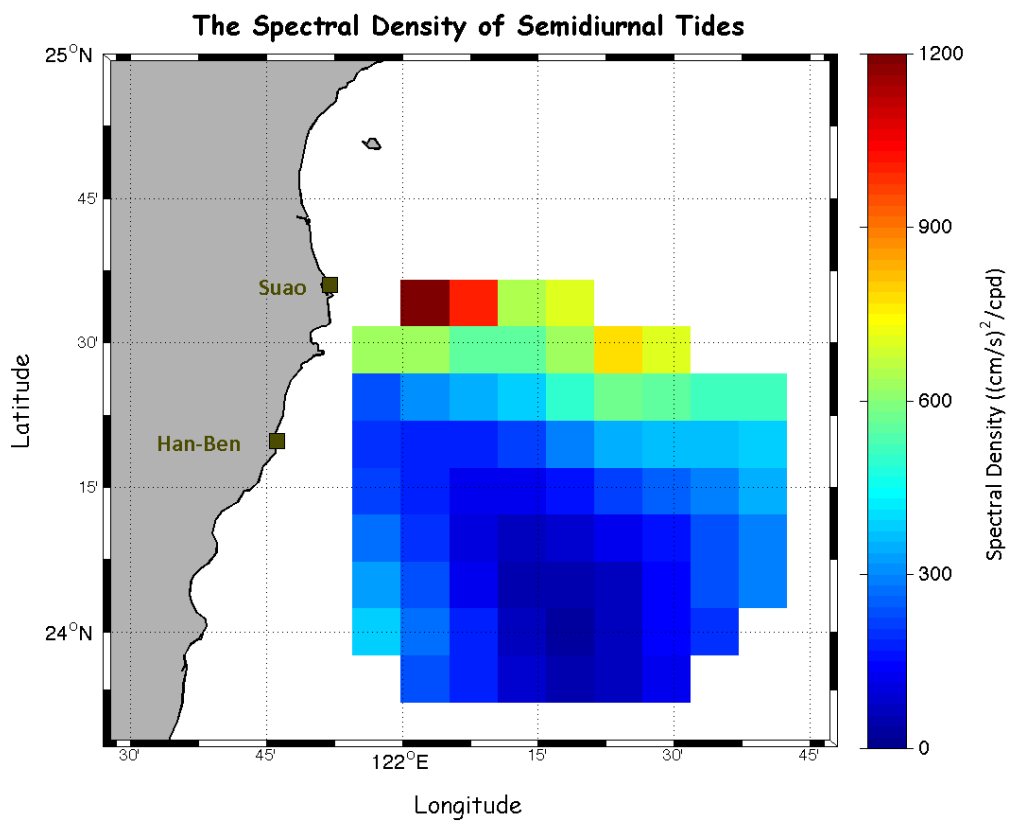 The Spectral Density of Semidiurnal Tides
25°N
45'
30'
15'
24°N
Latitude
Suao
Han-Ben
30'
45'
122°E
15'
30'
45'
Longitude
1200
900
600
300
0
Spectral Density ((cm/s)²/cpd)